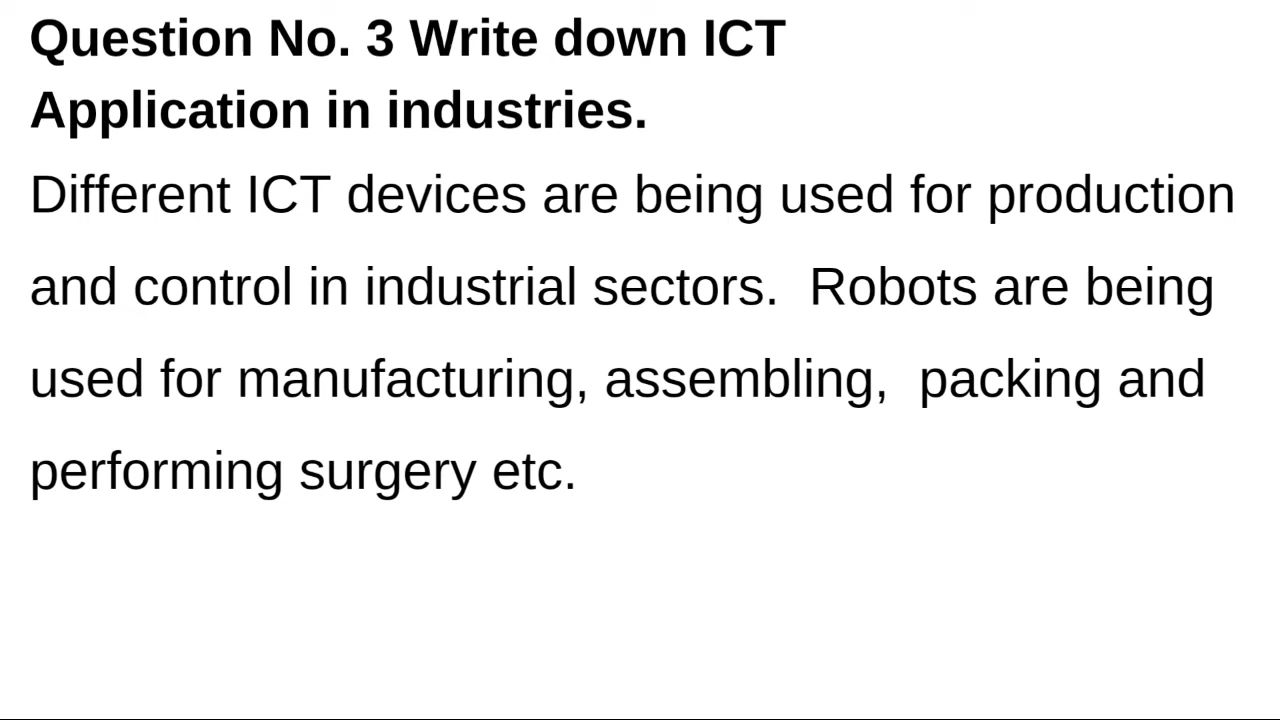 Question No. 3 Write down ICT
Application in industries.
Different ICT devices are being used for production
and control in industrial sectors.  Robots are being
used for manufacturing, assembling,  packing and
performing surgery etc.